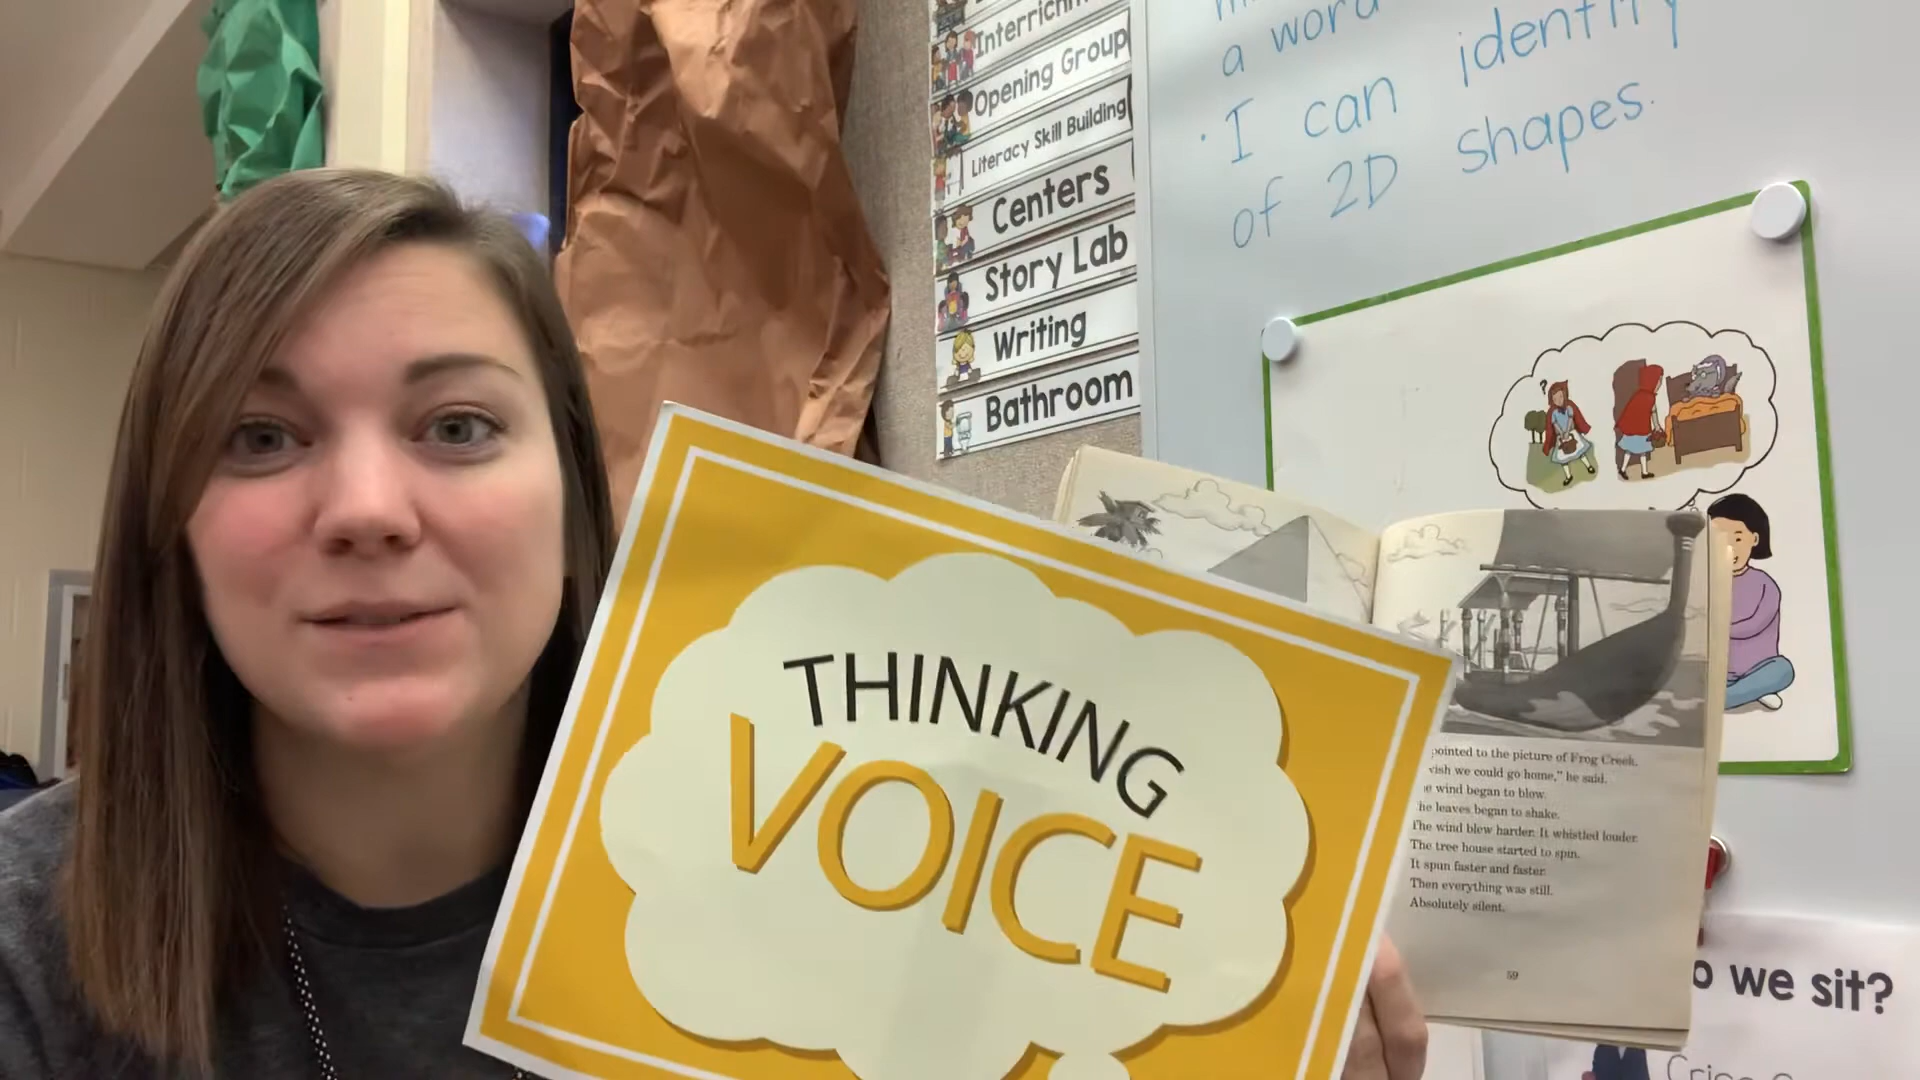 a word
• I can identify
of 2D shapes.
Opening Group
Literacy Skill Building
Centers
Story Lab
Writing
Bathroom
THINKING
VOICE
pointed to the picture of Frog Creek.
wish we could go home," he said.
wind began to blow.
he leaves began to shake.
The wind blew harder. It whistled louder.
The tree house started to spin.
It spun faster and faster.
Then everything was still.
Absolutely silent.
59
o we sit?